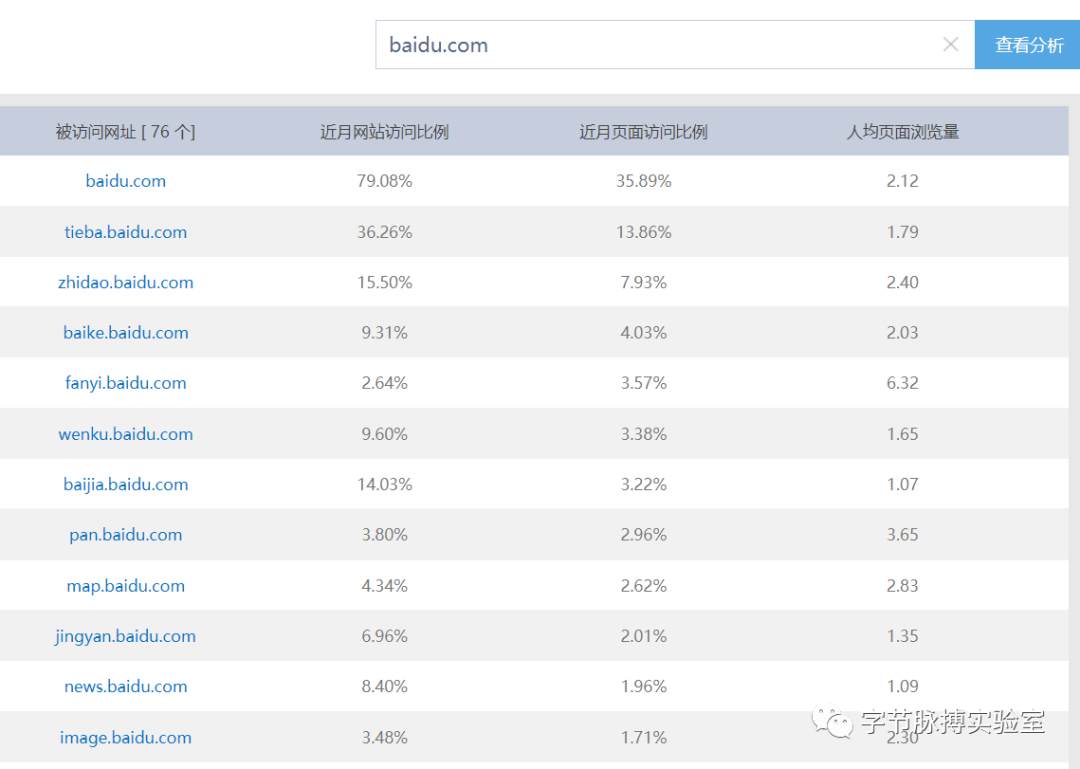 baidu.com 查看分析
被访问网址 [ 76 个] 近月网站访问比例 近月页面访问比例 人均页面浏览量
baidu.com 79.08% 35.89% 2.12
tieba.baidu.com 36.26% 13.86% 1.79
zhidao.baidu.com 15.50% 7.93% 2.40
baike.baidu.com 9.31% 4.03% 2.03
fanyi.baidu.com 2.64% 3.57% 6.32
wenku.baidu.com 9.60% 3.38% 1.65
baijia.baidu.com 14.03% 3.22% 1.07
pan.baidu.com 3.80% 2.96% 3.65
map.baidu.com 4.34% 2.62% 2.83
jingyan.baidu.com 6.96% 2.01% 1.35
news.baidu.com 8.40% 1.96% 1.09
字节脉搏实验室
image.baidu.com 3.48% 1.71% 2.30